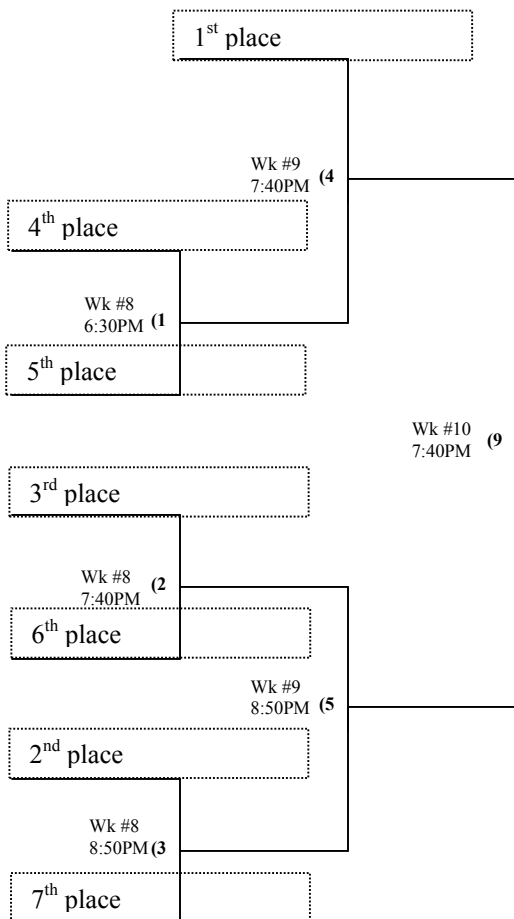 1st place
Wk #9
7:40PM (4
4th place
Wk #8
6:30PM (1
5th place
Wk #10
7:40PM (9
3rd place
Wk #8 (2
7:40PM
6th place
Wk #9
8:50PM (5
2nd place
Wk #8
8:50PM (3
7th place